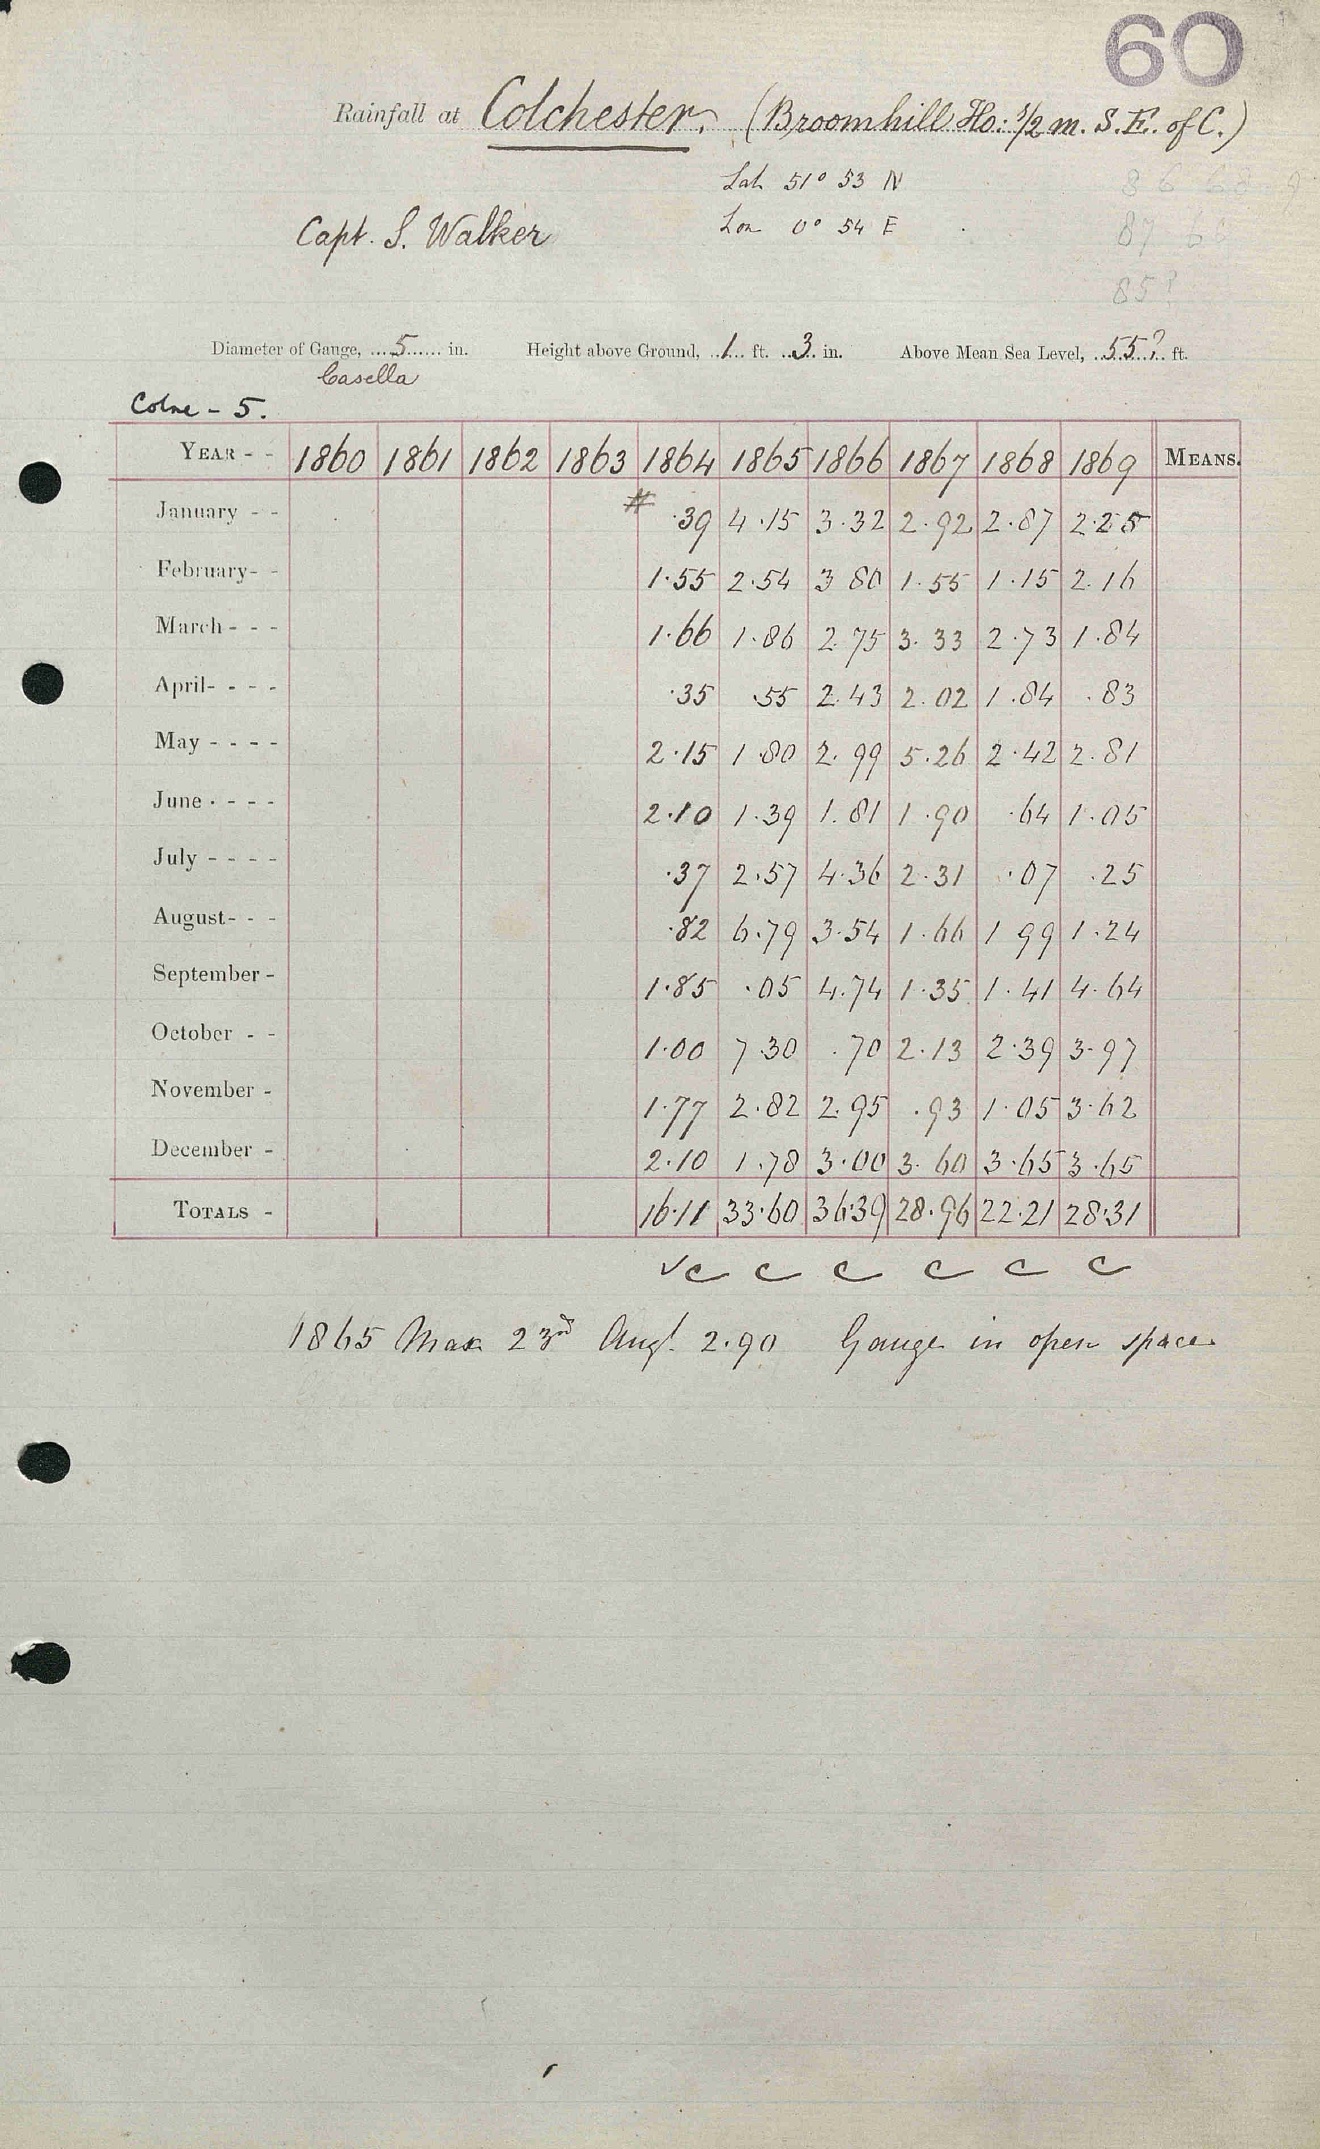 60
Rainfall at Colchester. (Broomhill Ho: 1/2 m. S. E. of C.)
Lat 51° 53 N
Capt. S. Walker
Lon 0° 54 E
87 66
85?
Diameter of Gauge, 5 in. Height above Ground, 1 ft. 3 in. Above Mean Sea Level, 55? ft.
Casella
Colne - 5.
YEAR - - 1860 1861 1862 1863 1864 1865 1866 1867 1868 1869 MEANS.
January - - .39 4.15 3.32 2.92 2.87 2.25
February- - 1.55 2.54 3 80 1.55 1.15 2.16
March - - - 1.66 1.86 2.75 3.33 2.73 1.84
April- - - - .35 .55 2.43 2.02 1.84 .83
May - - - - 2.15 1 80 2.99 5.26 2.42 2.81
June - - - - 2.10 1.39 1.81 1.90 .64 1.05
July - - - - .37 2.57 4.36 2.31 .07 .25
August- - - .82 6.79 3.54 1.66 1 99 1.24
September - 1.85 .05 4.74 1.35 1.41 4.64
October - - 1.00 7.30 .70 2.13 2.39 3.97
November - 1.77 2.82 2.95 .93 1.05 3.62
December - 2.10 1.78 3.00 3.60 3.65 3.65
TOTALS - 16.11 33.60 36.39 28.96 22.21 28.31
✓c c c c c c
1865 Max 23rd Augt. 2.90 Gauge in open space